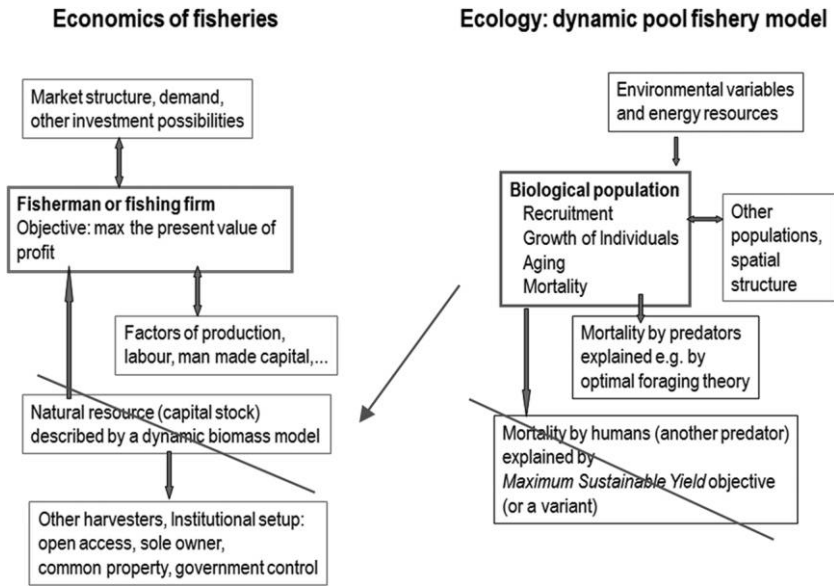 Economics of fisheries
Market structure, demand,
other investment possibilities
Fisherman or fishing firm
Objective: max the present value of
profit
Factors of production,
labour, man made capital,...
Natural resource (capital stock)
described by a dynamic biomass model
Other harvesters, Institutional setup:
open access, sole owner,
common property, government control
Ecology: dynamic pool fishery model
Environmental variables
and energy resources
Biological population
Recruitment
Growth of Individuals
Aging
Mortality
Other
populations,
spatial
structure
Mortality by predators
explained e.g. by
optimal foraging theory
Mortality by humans (another predator)
explained by
Maximum Sustainable Yield objective
(or a variant)